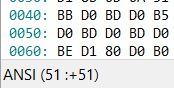 0040: BB D0 BD D0 B5
0050: D0 BD D0 BD D0
0060: BE D1 80 D0 B0
ANSI (51 :+51)